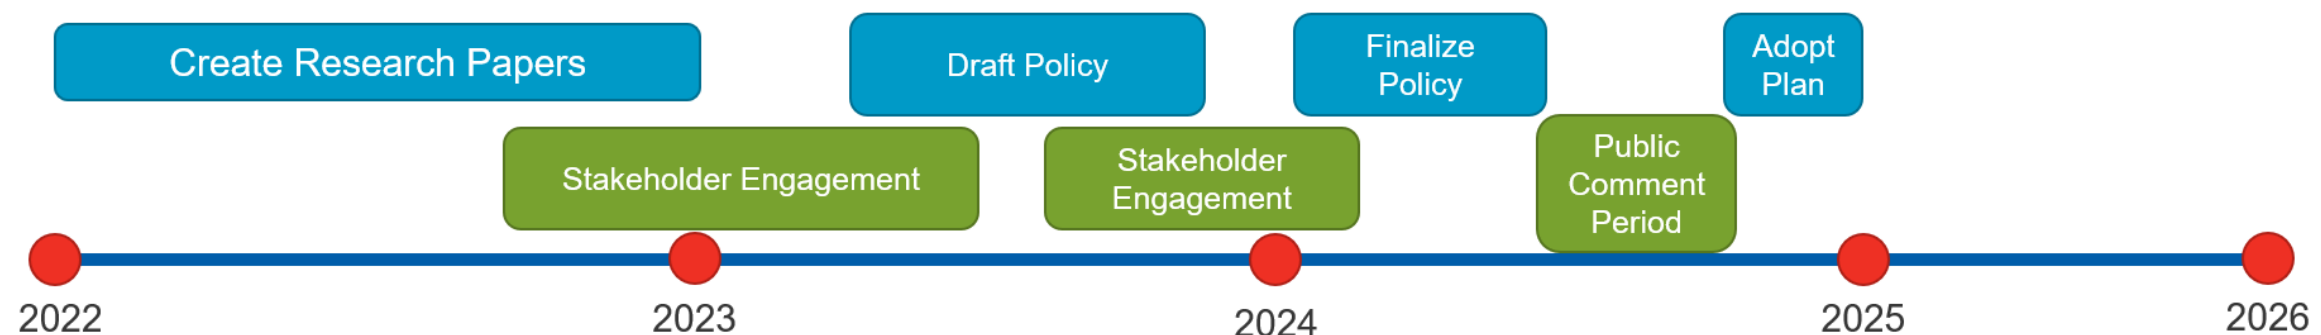 Create Research Papers
Draft Policy
Finalize
Policy
Adopt
Plan
Stakeholder Engagement
Stakeholder
Engagement
Public
Comment
Period
2022
2023
2024
2025
2026